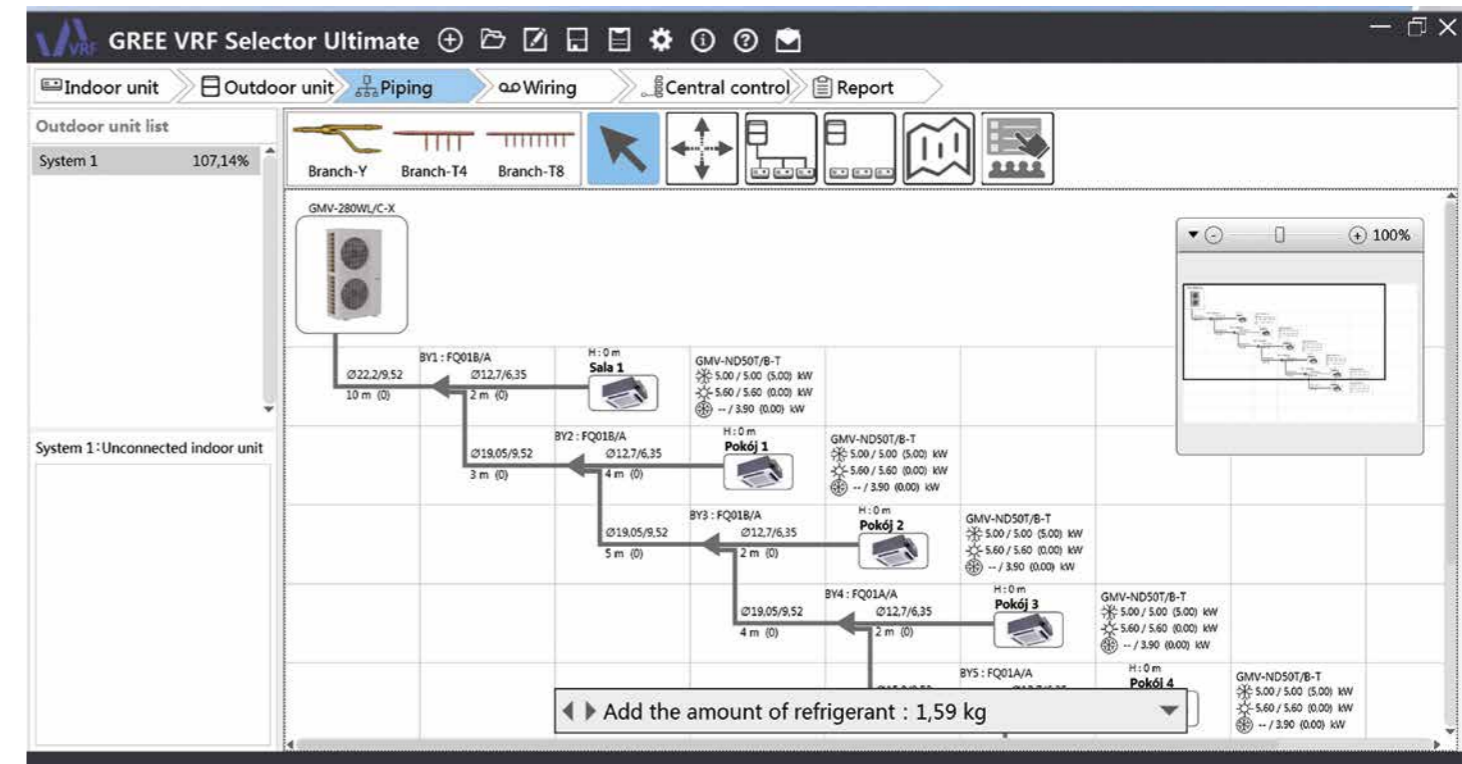 VRF GREE VRF Selector Ultimate
Indoor unit Outdoor unit Piping Wiring Central control Report
Outdoor unit list
System 1 107,14%
Branch-Y Branch-T4 Branch-T8
GMV-280WL/C-X
100%
BY1 : FQ01B/A
H : 0 m
Sala 1
Ø22,2/9,52 Ø12,7/6,35
10 m (0) 2 m (0)
GMV-ND50T/B-T
5.00 / 5.00 (5.00) kW
5.60 / 5.60 (0.00) kW
-- / 3.90 (0.00) kW
System 1:Unconnected indoor unit
BY2 : FQ01B/A
H : 0 m
Pokój 1
Ø19,05/9,52 Ø12,7/6,35
3 m (0) 4 m (0)
GMV-ND50T/B-T
5.00 / 5.00 (5.00) kW
5.60 / 5.60 (0.00) kW
-- / 3.90 (0.00) kW
BY3 : FQ01B/A
H : 0 m
Pokój 2
Ø19,05/9,52 Ø12,7/6,35
5 m (0) 2 m (0)
GMV-ND50T/B-T
5.00 / 5.00 (5.00) kW
5.60 / 5.60 (0.00) kW
-- / 3.90 (0.00) kW
BY4 : FQ01A/A
H : 0 m
Pokój 3
Ø19,05/9,52 Ø12,7/6,35
4 m (0) 2 m (0)
GMV-ND50T/B-T
5.00 / 5.00 (5.00) kW
5.60 / 5.60 (0.00) kW
-- / 3.90 (0.00) kW
BY5 : FQ01A/A
H : 0 m
Pokój 4
GMV-ND50T/B-T
5.00 / 5.00 (5.00) kW
5.60 / 5.60 (0.00) kW
-- / 3.90 (0.00) kW
Add the amount of refrigerant : 1,59 kg